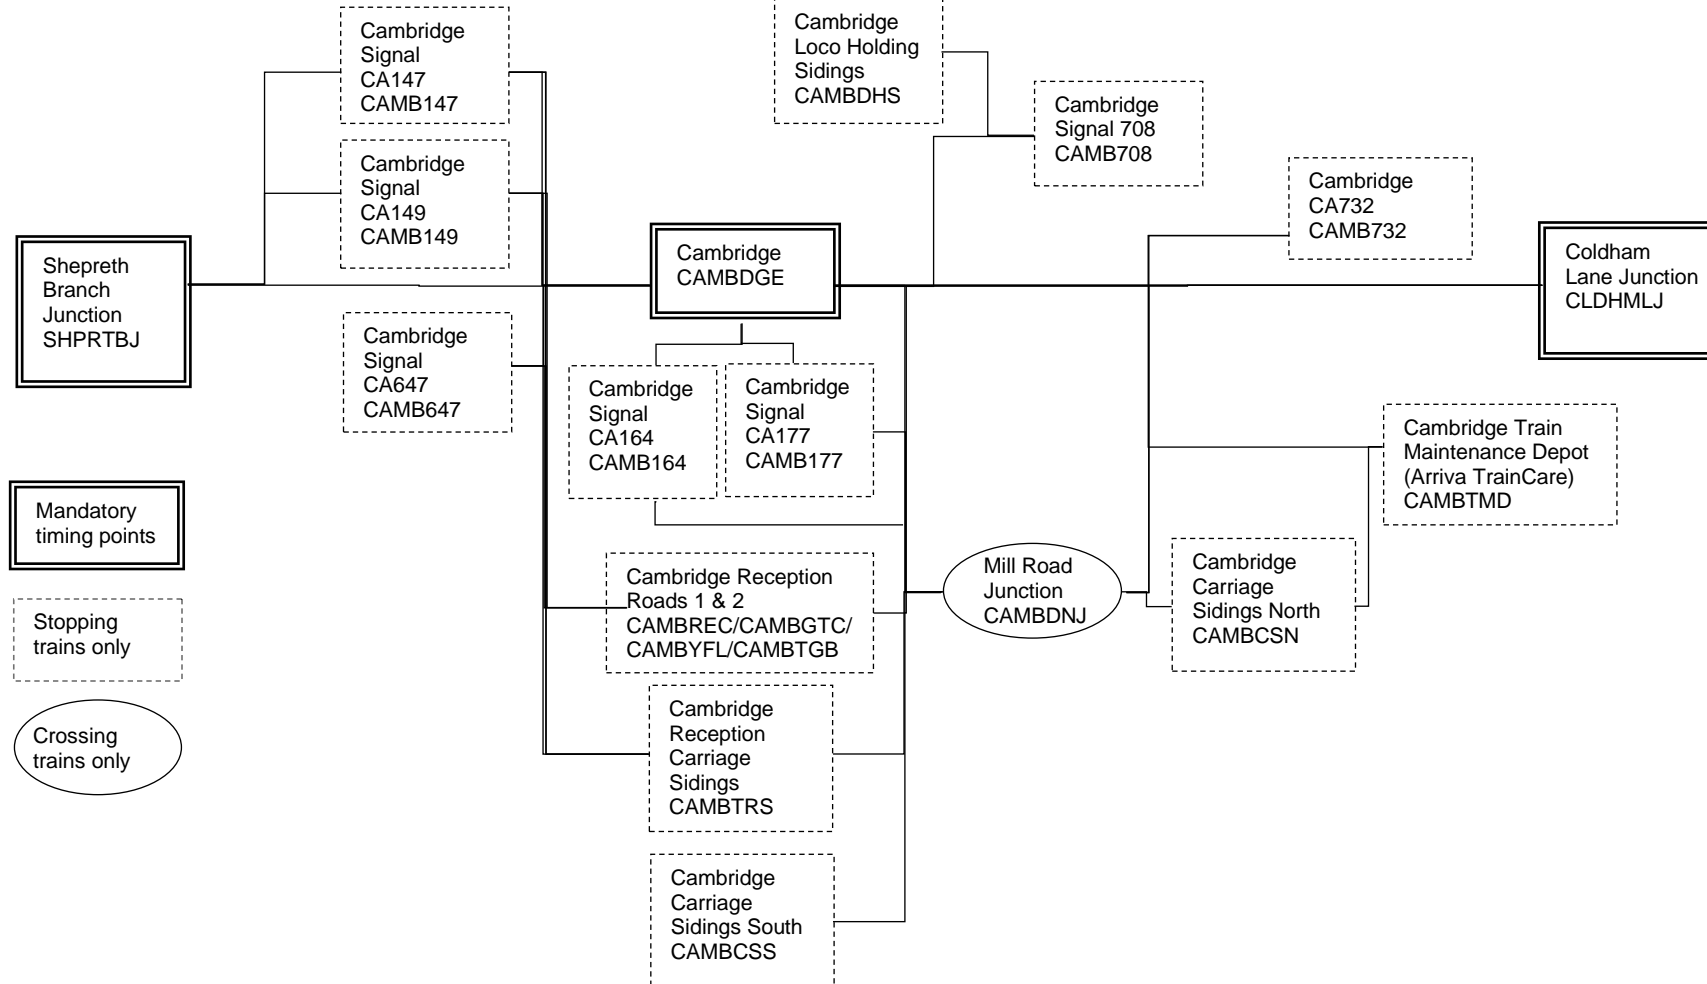 Cambridge
Signal
CA147
CAMB147
Cambridge
Loco Holding
Sidings
CAMBDHS
Cambridge
Signal 708
CAMB708
Cambridge
Signal
CA149
CAMB149
Cambridge
CA732
CAMB732
Shepreth
Branch
Junction
SHPRTBJ
Cambridge
CAMBDGE
Coldham
Lane Junction
CLDHMLJ
Cambridge
Signal
CA647
CAMB647
Cambridge
Signal
CA164
CAMB164
Cambridge
Signal
CA177
CAMB177
Cambridge Train
Maintenance Depot
(Arriva TrainCare)
CAMBTMD
Mandatory
timing points
Cambridge Reception
Roads 1 & 2
CAMBREC/CAMBGTC/
CAMBYFL/CAMBTGB
Mill Road
Junction
CAMBDNJ
Cambridge
Carriage
Sidings North
CAMBCSN
Stopping
trains only
Cambridge
Reception
Carriage
Sidings
CAMBTRS
Crossing
trains only
Cambridge
Carriage
Sidings South
CAMBCSS